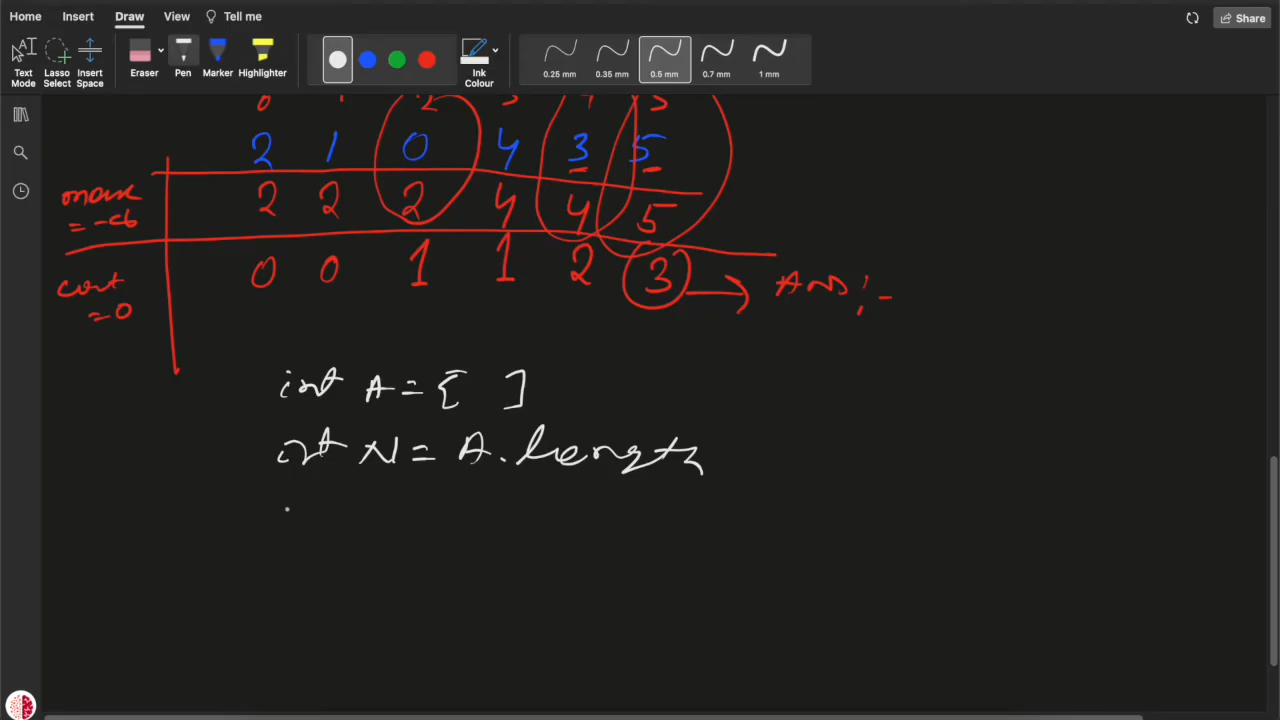 Home Insert Draw View Tell me Share
Text Mode Lasso Select Insert Space Eraser Pen Marker Highlighter Ink Colour 0.25 mm 0.35 mm 0.5 mm 0.7 mm 1 mm
2 1 0 4 3 5
= -
2 2 2 4 4 5
0 0 1 1 2 3 → Ans :-
= 0
int A = [ ]
int N = A.length